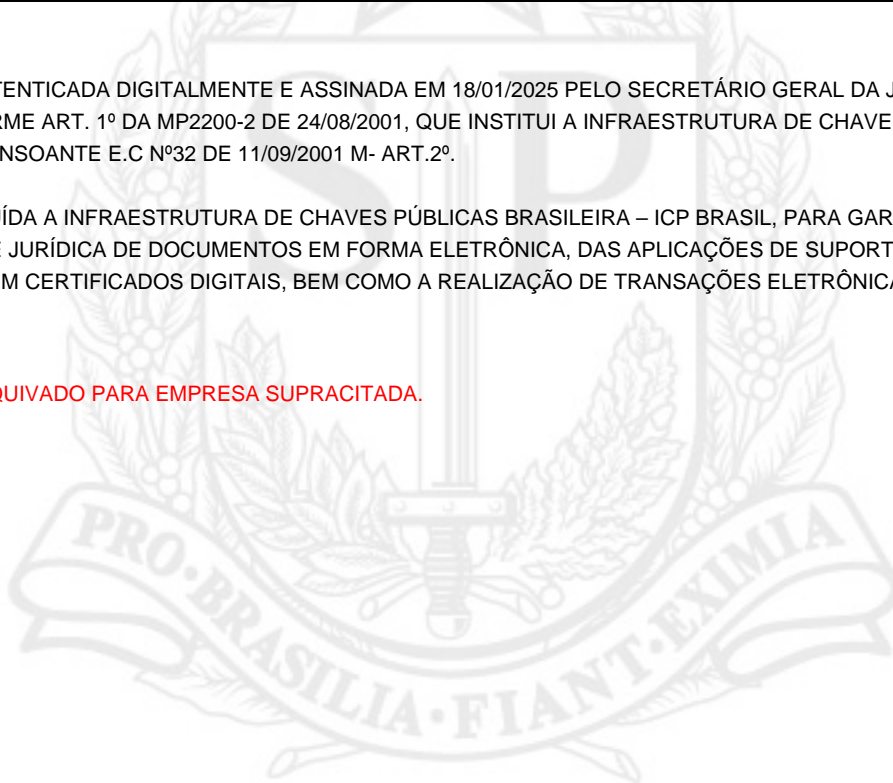 TENTICADA DIGITALMENTE E ASSINADA EM 18/01/2025 PELO SECRETÁRIO GERAL DA J
RME ART. 1º DA MP2200-2 DE 24/08/2001, QUE INSTITUI A INFRAESTRUTURA DE CHAVE
NSOANTE E.C Nº32 DE 11/09/2001 M- ART.2º.
ÍDA A INFRAESTRUTURA DE CHAVES PÚBLICAS BRASILEIRA – ICP BRASIL, PARA GAR
E JURÍDICA DE DOCUMENTOS EM FORMA ELETRÔNICA, DAS APLICAÇÕES DE SUPORT
M CERTIFICADOS DIGITAIS, BEM COMO A REALIZAÇÃO DE TRANSAÇÕES ELETRÔNICA
QUIVADO PARA EMPRESA SUPRACITADA.
SP
PRO·BRASILIA·FIANT·EXIMIA